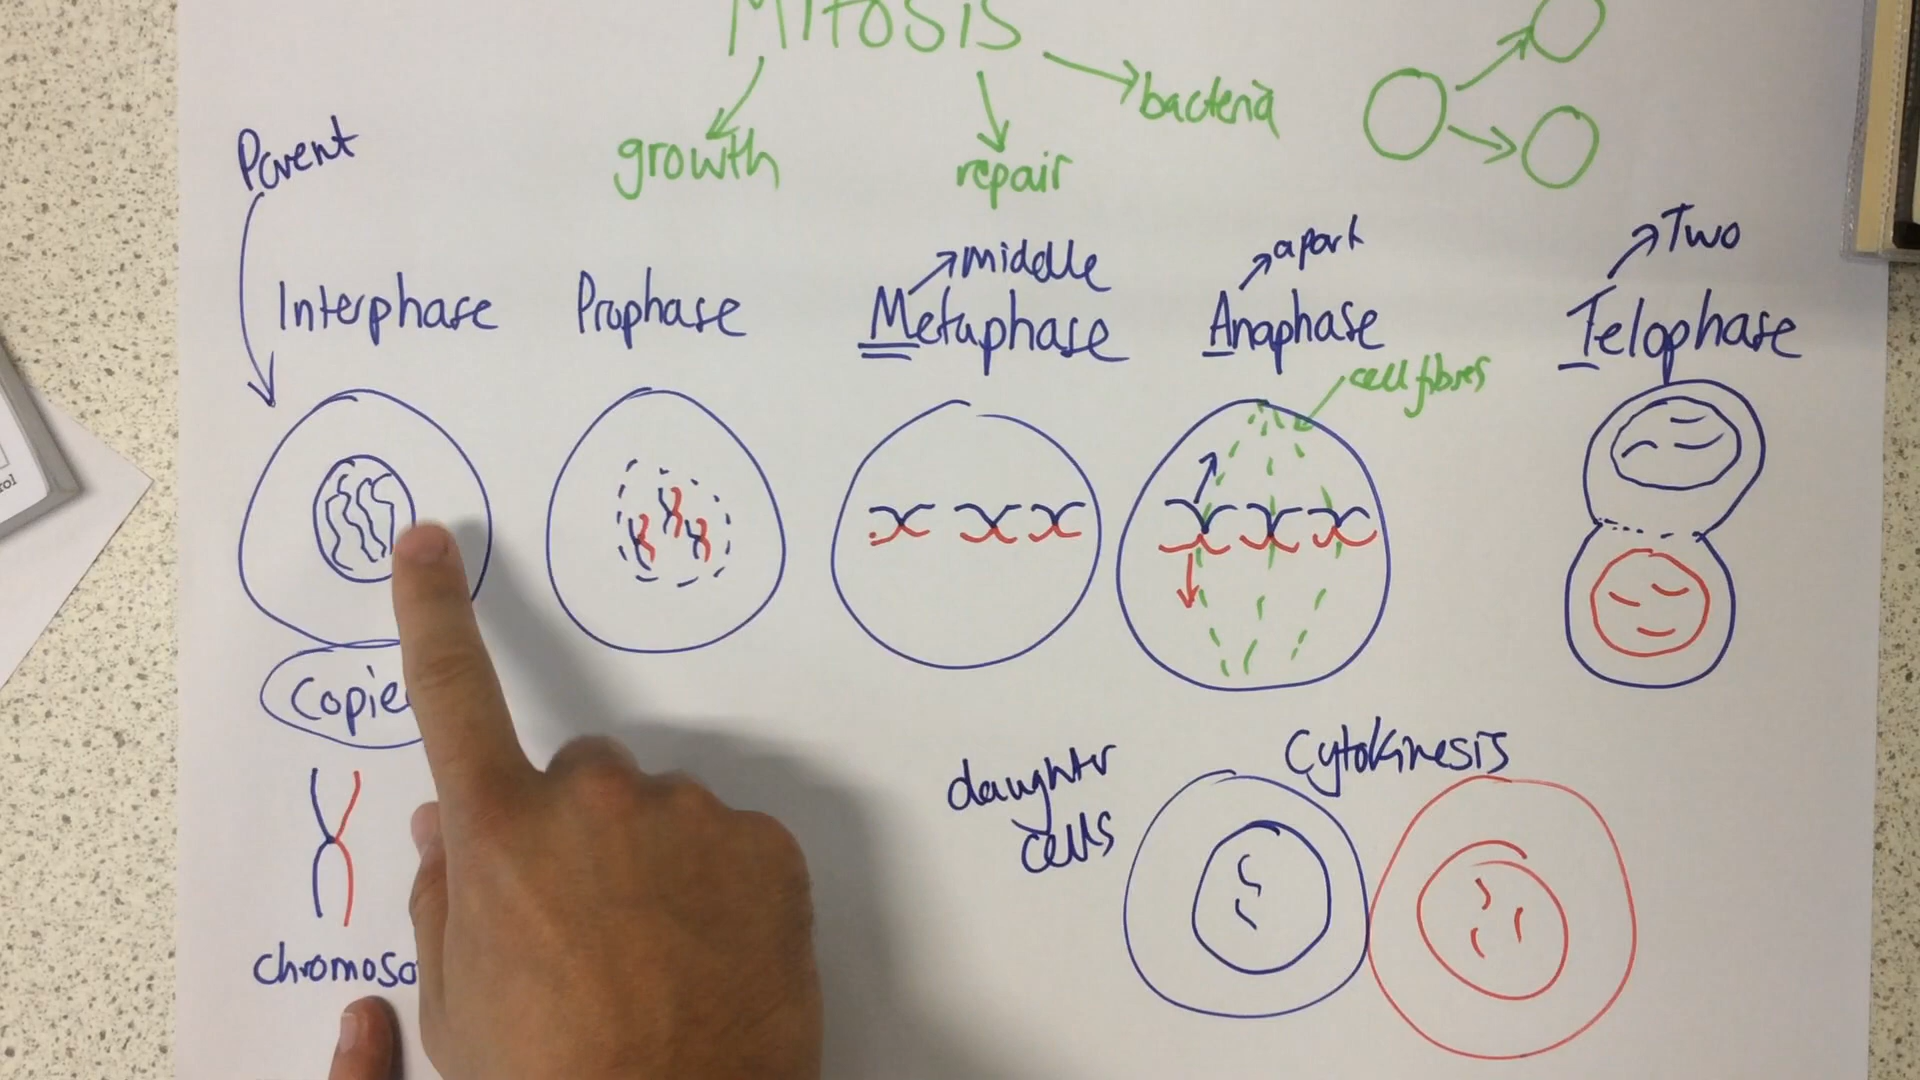 MITOSIS
bacteria
growth
repair
Parent
middle
apart
Two
Interphase
Prophase
Metaphase
Anaphase
Telophase
cell fibres
Copie
Cytokinesis
daughter
cells
chromoso
rol